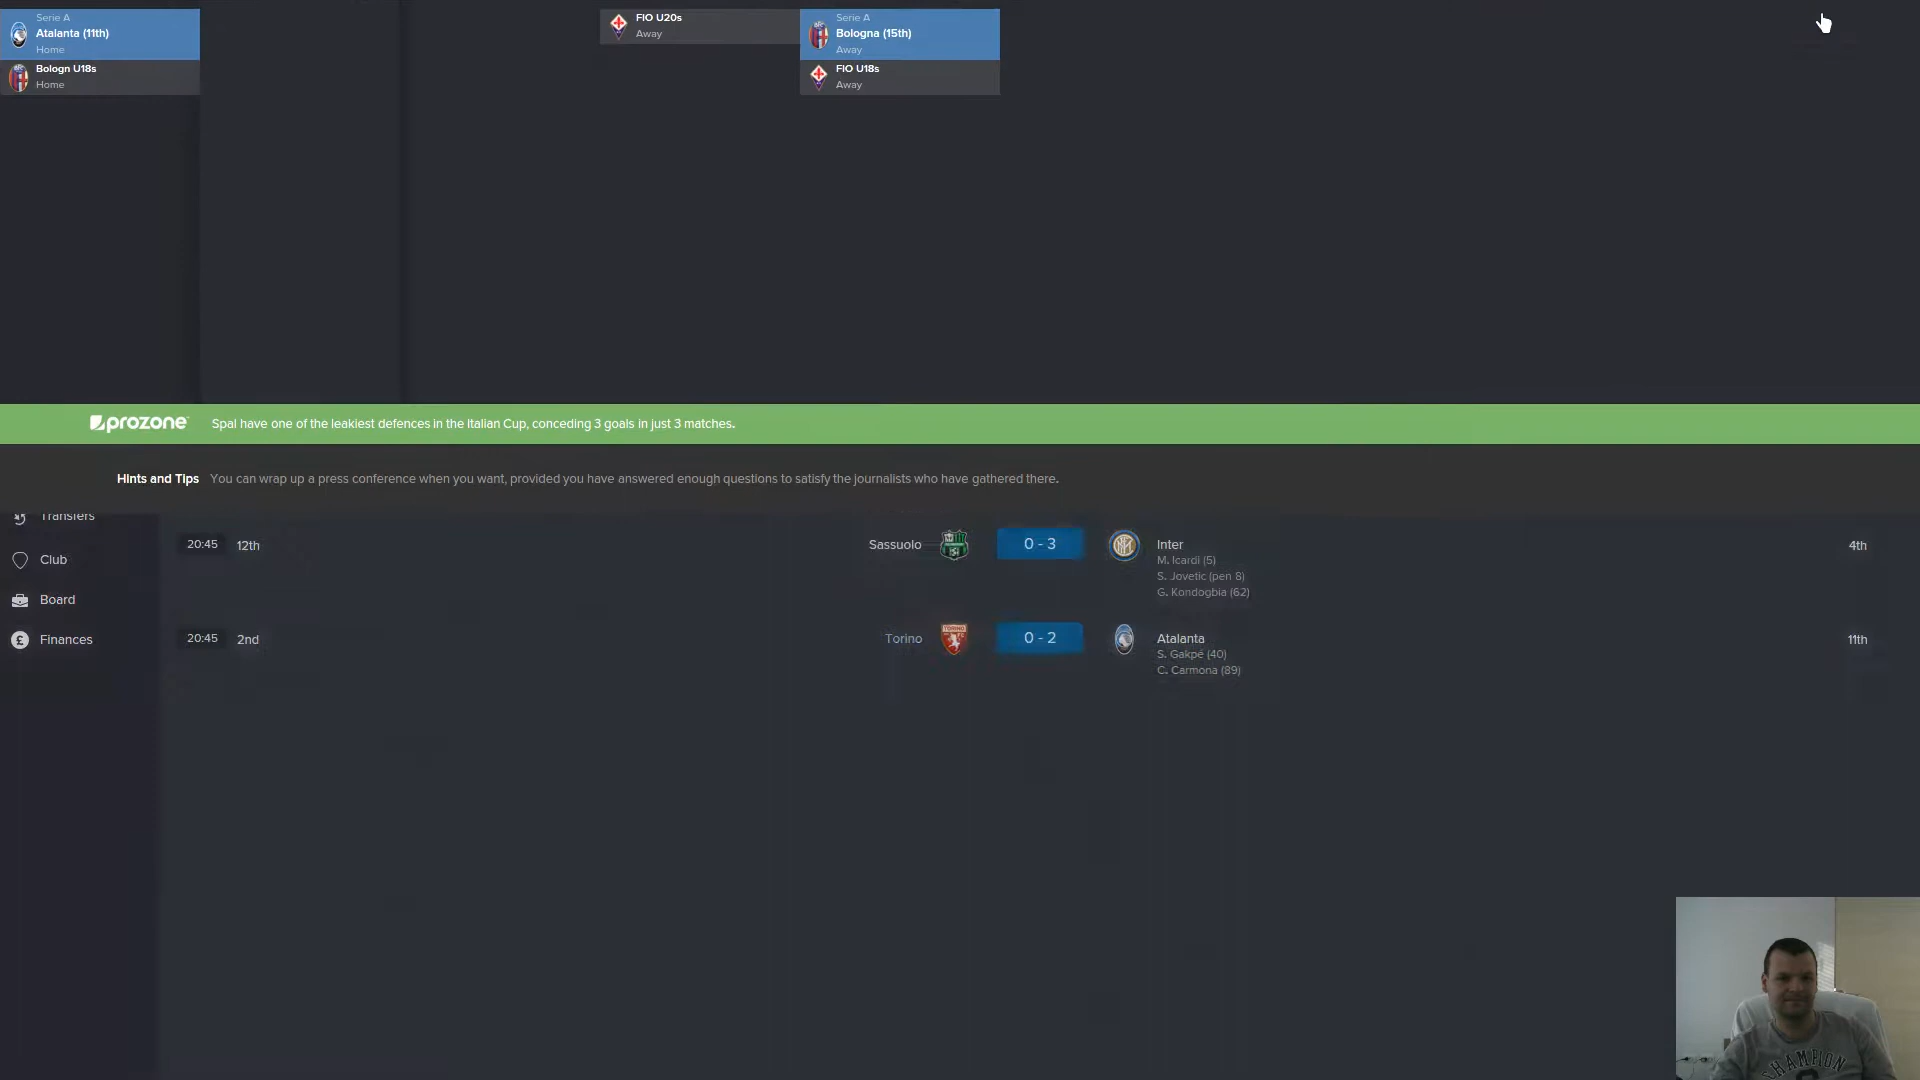 Serie A
Atalanta (11th)
Home
Bologn U18s
Home
FIO U20s
Away
Serie A
Bologna (15th)
Away
FIO U18s
Away
prozone
Spal have one of the leakiest defences in the Italian Cup, conceding 3 goals in just 3 matches.
Hints and Tips You can wrap up a press conference when you want, provided you have answered enough questions to satisfy the journalists who have gathered there.
Transfers
Club
Board
Finances
20:45 12th Sassuolo 0 - 3 Inter 4th
M. Icardi (5)
S. Jovetic (pen 8)
G. Kondogbia (62)
20:45 2nd Torino 0 - 2 Atalanta 11th
S. Gakpé (40)
C. Carmona (89)
CHAMPION